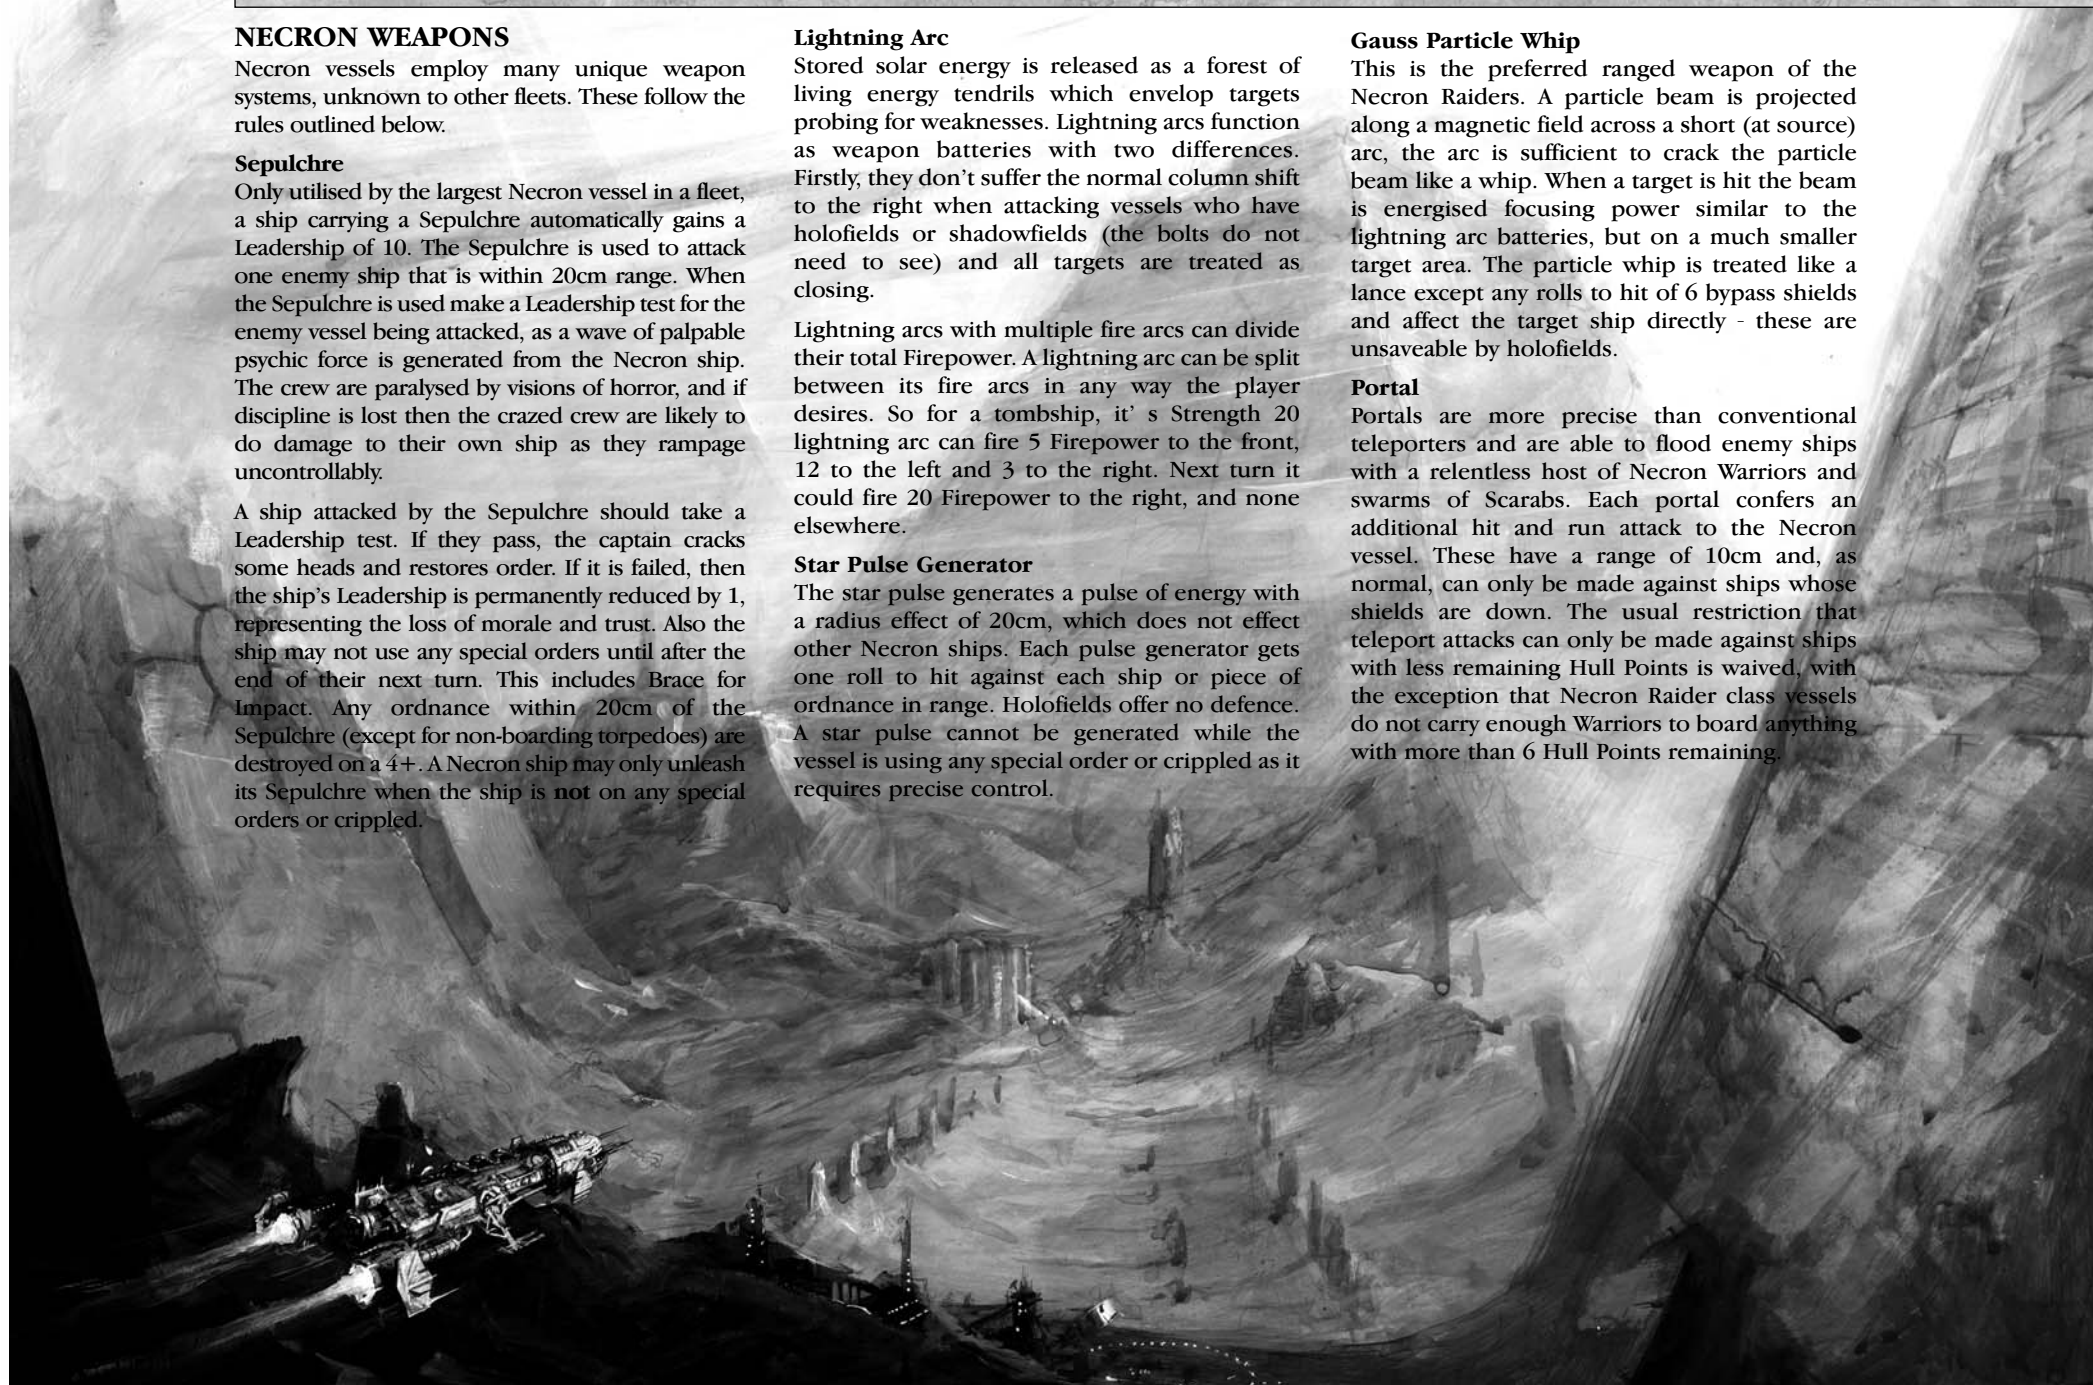 NECRON WEAPONS
Necron vessels employ many unique weapon
systems, unknown to other fleets. These follow the
rules outlined below.
Sepulchre
Only utilised by the largest Necron vessel in a fleet,
a ship carrying a Sepulchre automatically gains a
Leadership of 10. The Sepulchre is used to attack
one enemy ship that is within 20cm range. When
the Sepulchre is used make a Leadership test for the
enemy vessel being attacked, as a wave of palpable
psychic force is generated from the Necron ship.
The crew are paralysed by visions of horror, and if
discipline is lost then the crazed crew are likely to
do damage to their own ship as they rampage
uncontrollably.
A ship attacked by the Sepulchre should take a
Leadership test. If they pass, the captain cracks
some heads and restores order. If it is failed, then
the ship's Leadership is permanently reduced by 1,
representing the loss of morale and trust. Also the
ship may not use any special orders until after the
end of their next turn. This includes Brace for
Impact. Any ordnance within 20cm of the
Sepulchre (except for non-boarding torpedoes) are
destroyed on a 4+. A Necron ship may only unleash
its Sepulchre when the ship is not on any special
orders or crippled.
Lightning Arc
Stored solar energy is released as a forest of
living energy tendrils which envelop targets
probing for weaknesses. Lightning arcs function
as weapon batteries with two differences.
Firstly, they don't suffer the normal column shift
to the right when attacking vessels who have
holofields or shadowfields (the bolts do not
need to see) and all targets are treated as
closing.
Lightning arcs with multiple fire arcs can divide
their total Firepower. A lightning arc can be split
between its fire arcs in any way the player
desires. So for a tombship, it' s Strength 20
lightning arc can fire 5 Firepower to the front,
12 to the left and 3 to the right. Next turn it
could fire 20 Firepower to the right, and none
elsewhere.
Star Pulse Generator
The star pulse generates a pulse of energy with
a radius effect of 20cm, which does not effect
other Necron ships. Each pulse generator gets
one roll to hit against each ship or piece of
ordnance in range. Holofields offer no defence.
A star pulse cannot be generated while the
vessel is using any special order or crippled as it
requires precise control.
Gauss Particle Whip
This is the preferred ranged weapon of the
Necron Raiders. A particle beam is projected
along a magnetic field across a short (at source)
arc, the arc is sufficient to crack the particle
beam like a whip. When a target is hit the beam
is energised focusing power similar to the
lightning arc batteries, but on a much smaller
target area. The particle whip is treated like a
lance except any rolls to hit of 6 bypass shields
and affect the target ship directly - these are
unsaveable by holofields.
Portal
Portals are more precise than conventional
teleporters and are able to flood enemy ships
with a relentless host of Necron Warriors and
swarms of Scarabs. Each portal confers an
additional hit and run attack to the Necron
vessel. These have a range of 10cm and, as
normal, can only be made against ships whose
shields are down. The usual restriction that
teleport attacks can only be made against ships
with less remaining Hull Points is waived, with
the exception that Necron Raider class vessels
do not carry enough Warriors to board anything
with more than 6 Hull Points remaining.